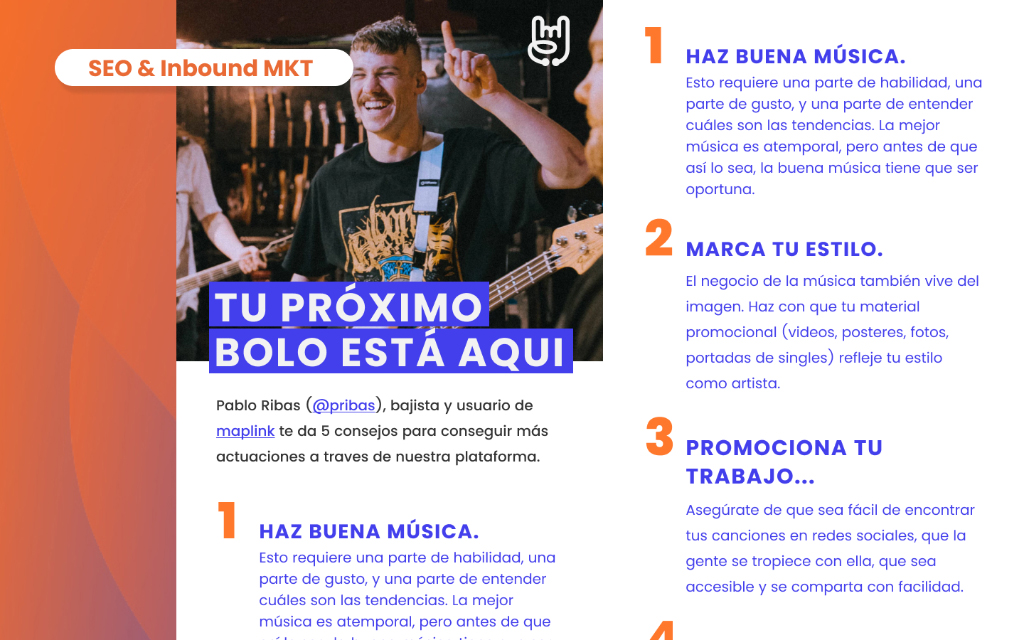 SEO & Inbound MKT
TU PRÓXIMO
BOLO ESTÁ AQUI
Pablo Ribas (@pribas), bajista y usuario de
maplink te da 5 consejos para conseguir más
actuaciones a traves de nuestra plataforma.
1
HAZ BUENA MÚSICA.
Esto requiere una parte de habilidad, una
parte de gusto, y una parte de entender
cuáles son las tendencias. La mejor
música es atemporal, pero antes de que
1
HAZ BUENA MÚSICA.
Esto requiere una parte de habilidad, una
parte de gusto, y una parte de entender
cuáles son las tendencias. La mejor
música es atemporal, pero antes de que
así lo sea, la buena música tiene que ser
oportuna.
2
MARCA TU ESTILO.
El negocio de la música también vive del
imagen. Haz con que tu material
promocional (videos, posteres, fotos,
portadas de singles) refleje tu estilo
como artista.
3
PROMOCIONA TU
TRABAJO...
Asegúrate de que sea fácil de encontrar
tus canciones en redes sociales, que la
gente se tropiece con ella, que sea
accesible y se comparta con facilidad.
4